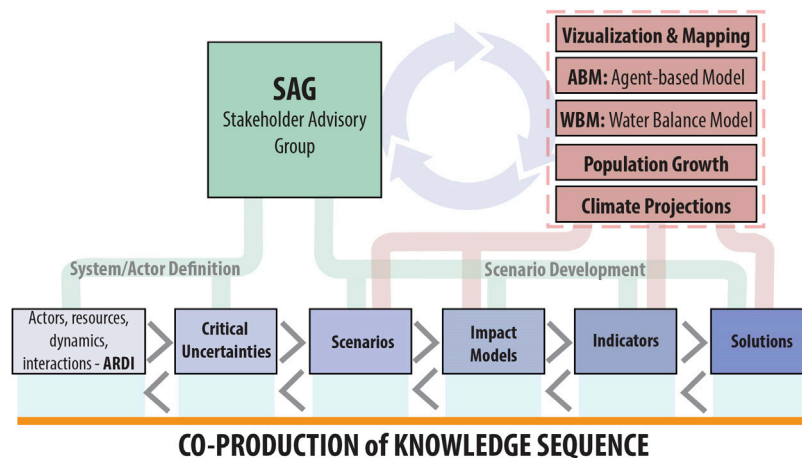 SAG
Stakeholder Advisory
Group
Vizualization & Mapping
ABM: Agent-based Model
WBM: Water Balance Model
Population Growth
Climate Projections
System/Actor Definition
Scenario Development
Actors, resources,
dynamics,
interactions - ARDI
Critical
Uncertainties
Scenarios
Impact
Models
Indicators
Solutions
CO-PRODUCTION of KNOWLEDGE SEQUENCE